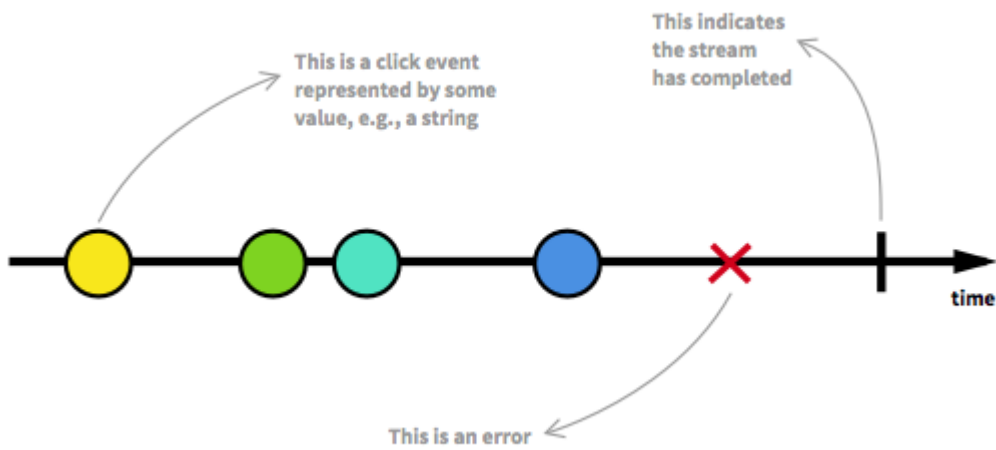 This is a click event
represented by some
value, e.g., a string
This indicates
the stream
has completed
time
This is an error